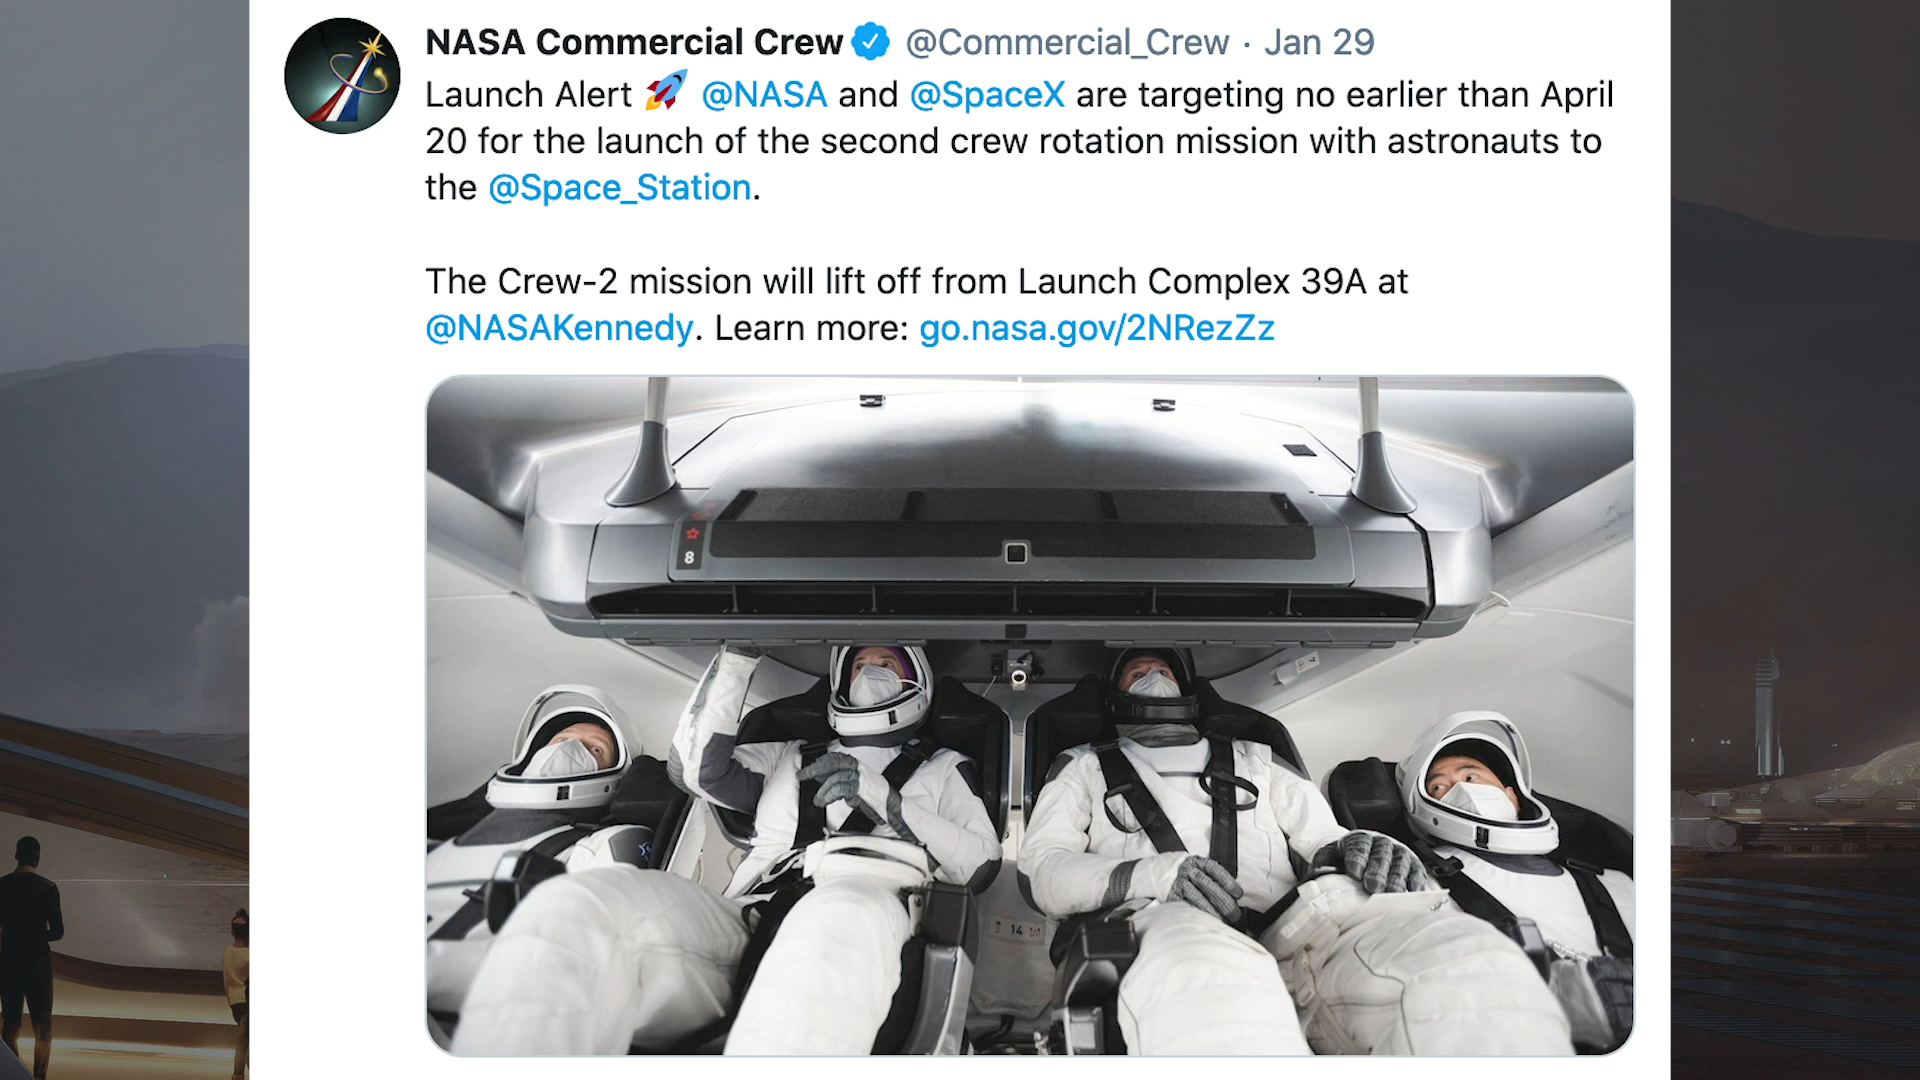 NASA Commercial Crew @Commercial_Crew · Jan 29
Launch Alert 🚀 @NASA and @SpaceX are targeting no earlier than April
20 for the launch of the second crew rotation mission with astronauts to
the @Space_Station.
The Crew-2 mission will lift off from Launch Complex 39A at
@NASAKennedy. Learn more: go.nasa.gov/2NRezZz
8
14